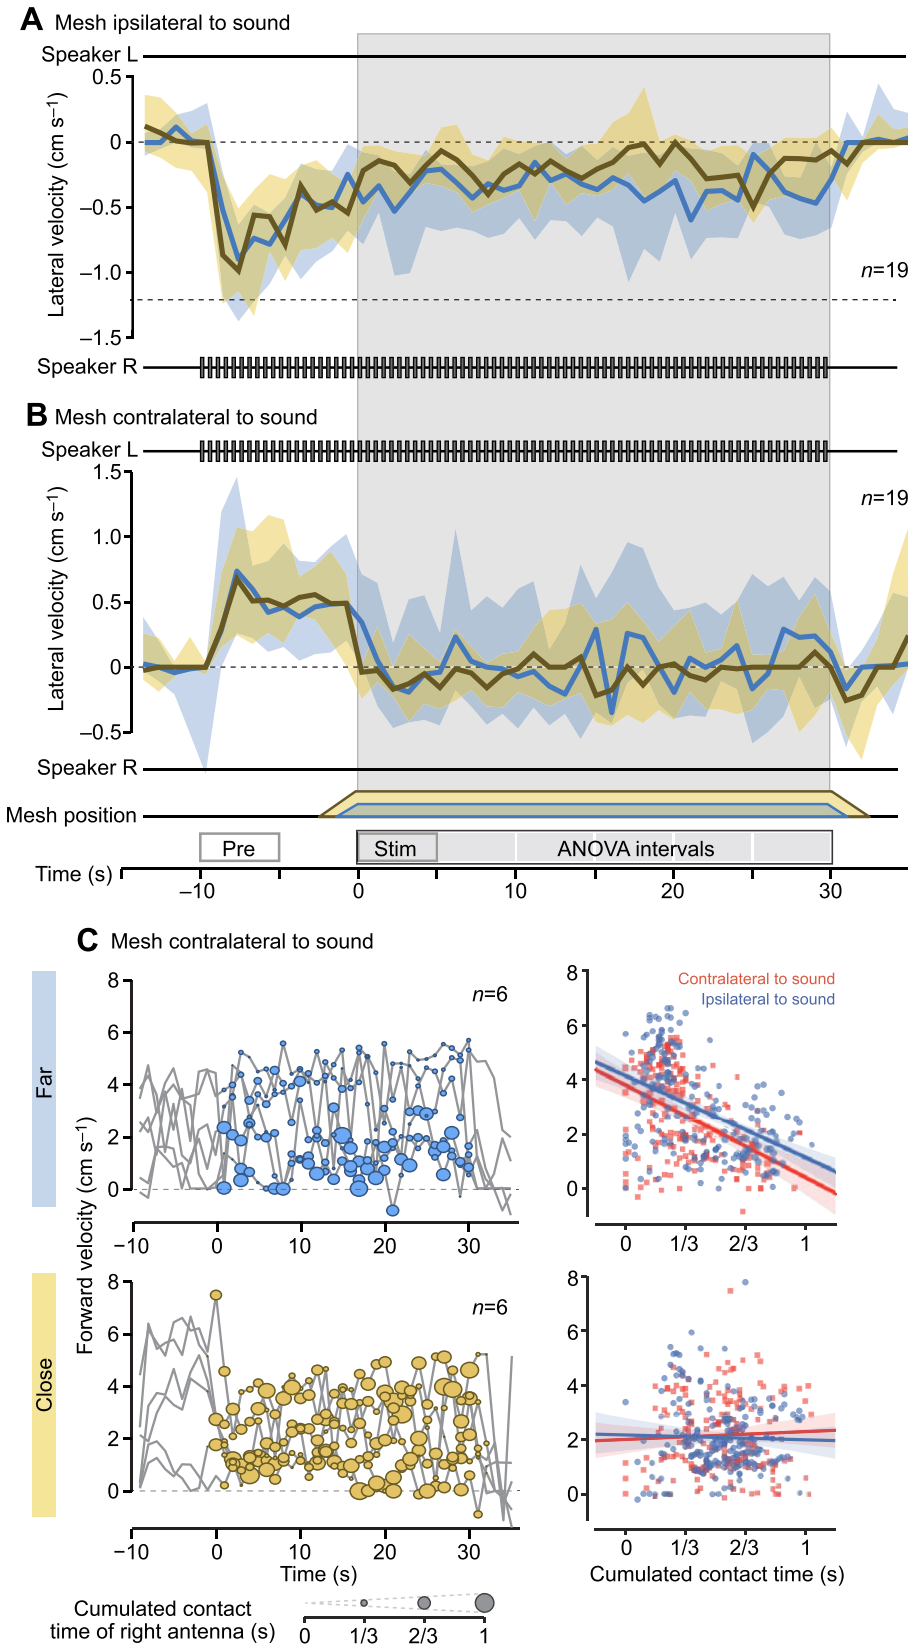 A Mesh ipsilateral to sound
Speaker L
0.5
0
–0.5
–1.0
–1.5
Lateral velocity (cm s–1)
n=19
Speaker R
B Mesh contralateral to sound
Speaker L
1.5
1.0
0.5
0
–0.5
Lateral velocity (cm s–1)
n=19
Speaker R
Mesh position
Pre Stim ANOVA intervals
Time (s)
–10 0 10 20 30
C Mesh contralateral to sound
Far
8
6
4
2
0
n=6
–10 0 10 20 30
8
6
4
2
0
Contralateral to sound
Ipsilateral to sound
0 1/3 2/3 1
Forward velocity (cm s–1)
Close
8
6
4
2
0
n=6
–10 0 10 20 30
Time (s)
8
6
4
2
0
0 1/3 2/3 1
Cumulated contact time (s)
Cumulated contact
time of right antenna (s)
0 1/3 2/3 1